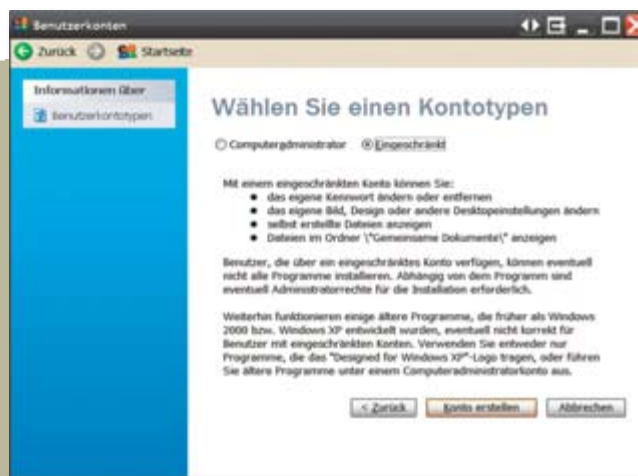 Benutzerkonten
Zurück Startseite
Informationen über
Benutzerkontotypen
Wählen Sie einen Kontotypen
Computeradministrator Eingeschränkt
Mit einem eingeschränkten Konto können Sie:
• das eigene Kennwort ändern oder entfernen
• das eigene Bild, Design oder andere Desktopeinstellungen ändern
• selbst erstellte Dateien anzeigen
• Dateien im Ordner \"Gemeinsame Dokumente\" anzeigen
Benutzer, die über ein eingeschränktes Konto verfügen, können eventuell
nicht alle Programme installieren. Abhängig von dem Programm sind
eventuell Administratorrechte für die Installation erforderlich.
Weiterhin funktionieren einige ältere Programme, die früher als Windows
2000 bzw. Windows XP entwickelt wurden, eventuell nicht korrekt für
Benutzer mit eingeschränkten Konten. Verwenden Sie entweder nur
Programme, die das "Designed for Windows XP"-Logo tragen, oder führen
Sie ältere Programme unter einem Computeradministratorkonto aus.
< Zurück Konto erstellen Abbrechen